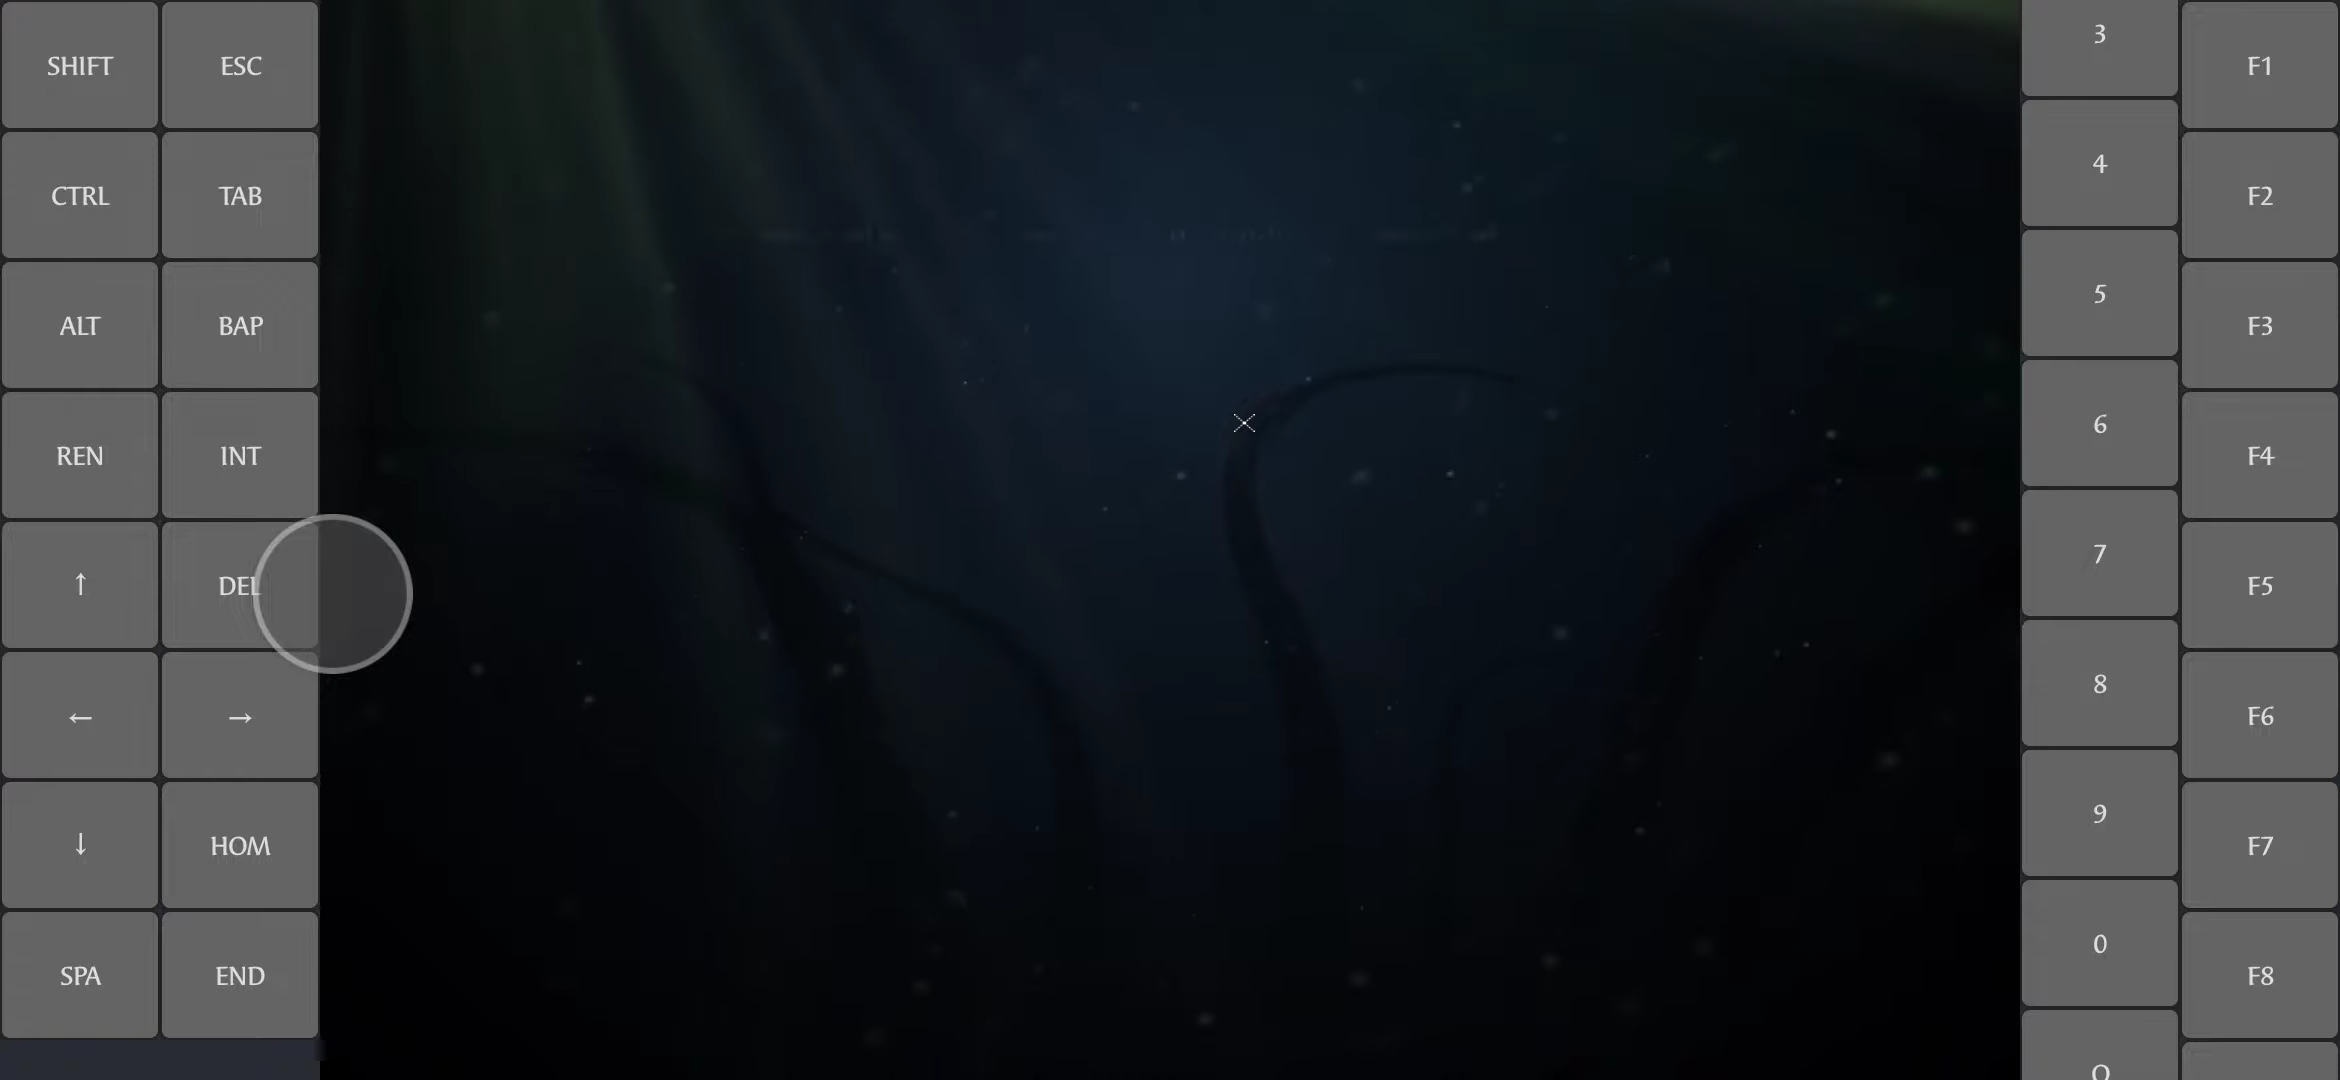 SHIFT ESC
CTRL TAB
ALT BAP
REN INT
↑ DEL
← →
↓ HOM
SPA END
3 F1
4 F2
5 F3
6 F4
7 F5
8 F6
9 F7
0 F8